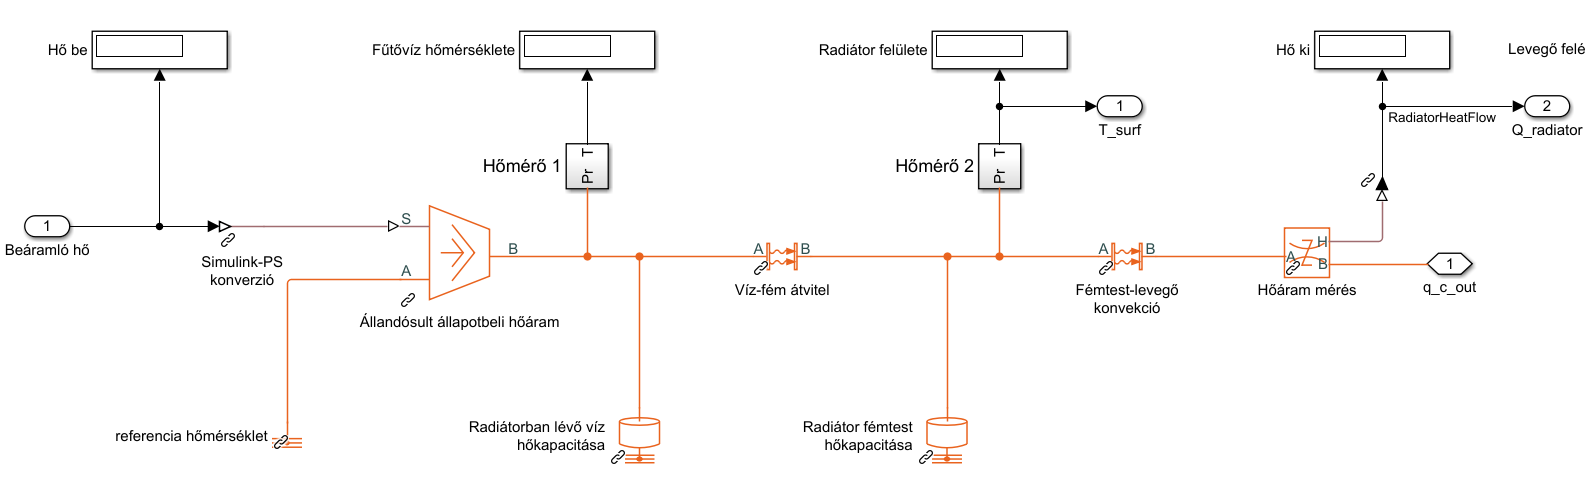 Hő be
Fűtővíz hőmérséklete
Radiátor felülete
Hő ki
Levegő felé
1
T_surf
RadiatorHeatFlow
2
Q_radiator
Hőmérő 1
Pr T
Hőmérő 2
Pr T
1
Beáramló hő
Simulink-PS
konverzió
S
A
B
Állandósult állapotbeli hőáram
A
B
Víz-fém átvitel
A
B
Fémtest-levegő
konvekció
H
A
B
Hőáram mérés
1
q_c_out
referencia hőmérséklet
Radiátorban lévő víz
hőkapacitása
Radiátor fémtest
hőkapacitása